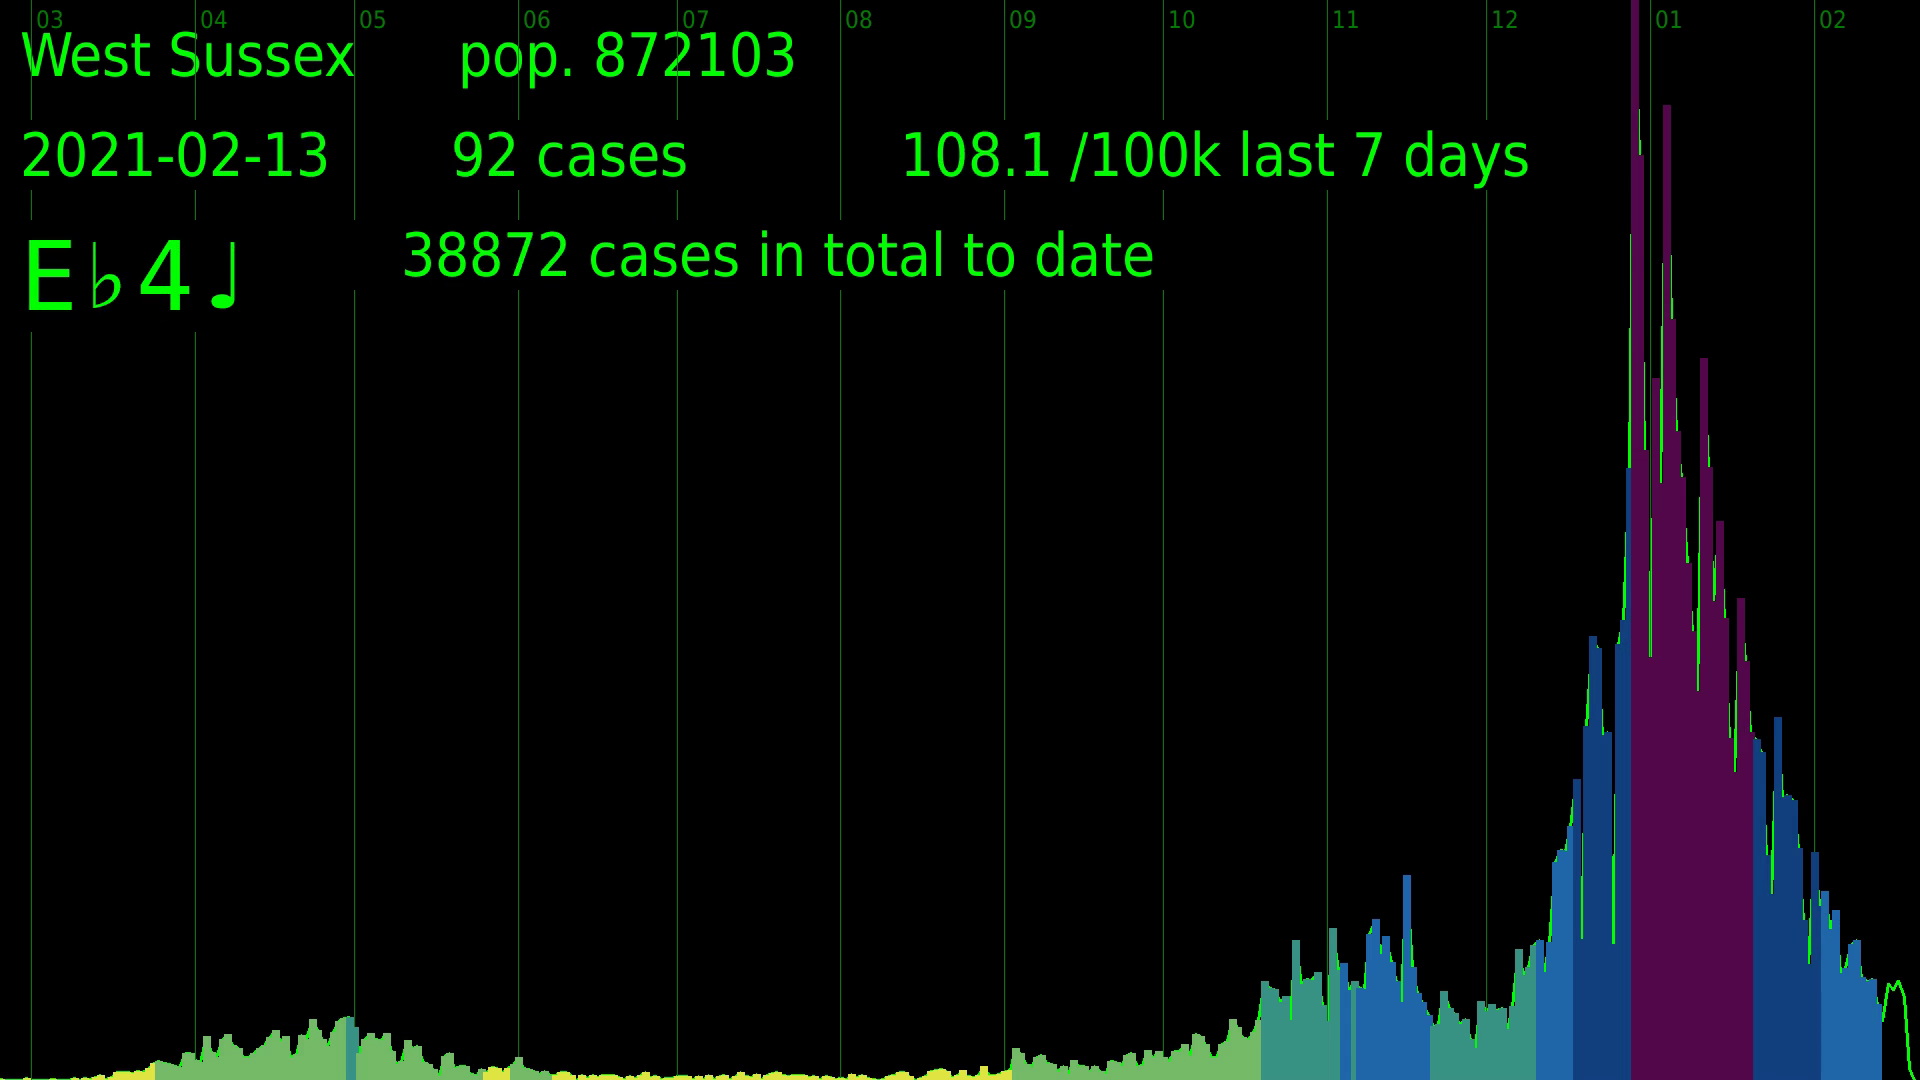 03 04 05 06 07 08 09 10 11 12 01 02
West Sussex pop. 872103
2021-02-13 92 cases 108.1 /100k last 7 days
E♭4♩ 38872 cases in total to date